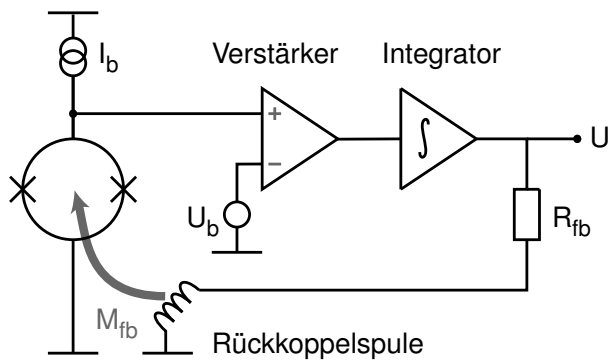 I_b
Verstärker
Integrator
+
−
∫
U
U_b
R_fb
M_fb
Rückkoppelspule